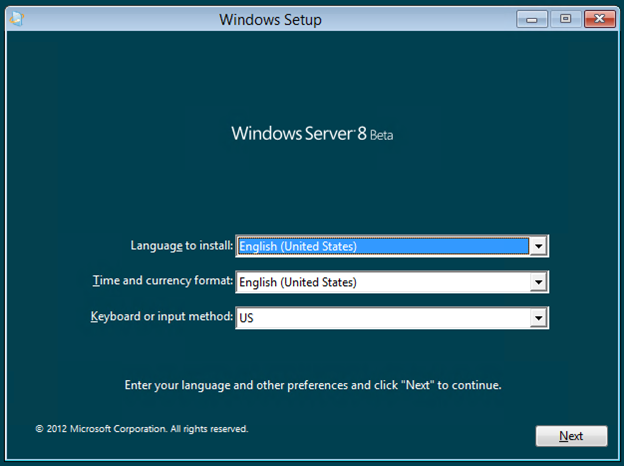 Windows Setup
Windows Server 8 Beta
Language to install: English (United States)
Time and currency format: English (United States)
Keyboard or input method: US
Enter your language and other preferences and click "Next" to continue.
© 2012 Microsoft Corporation. All rights reserved.
Next